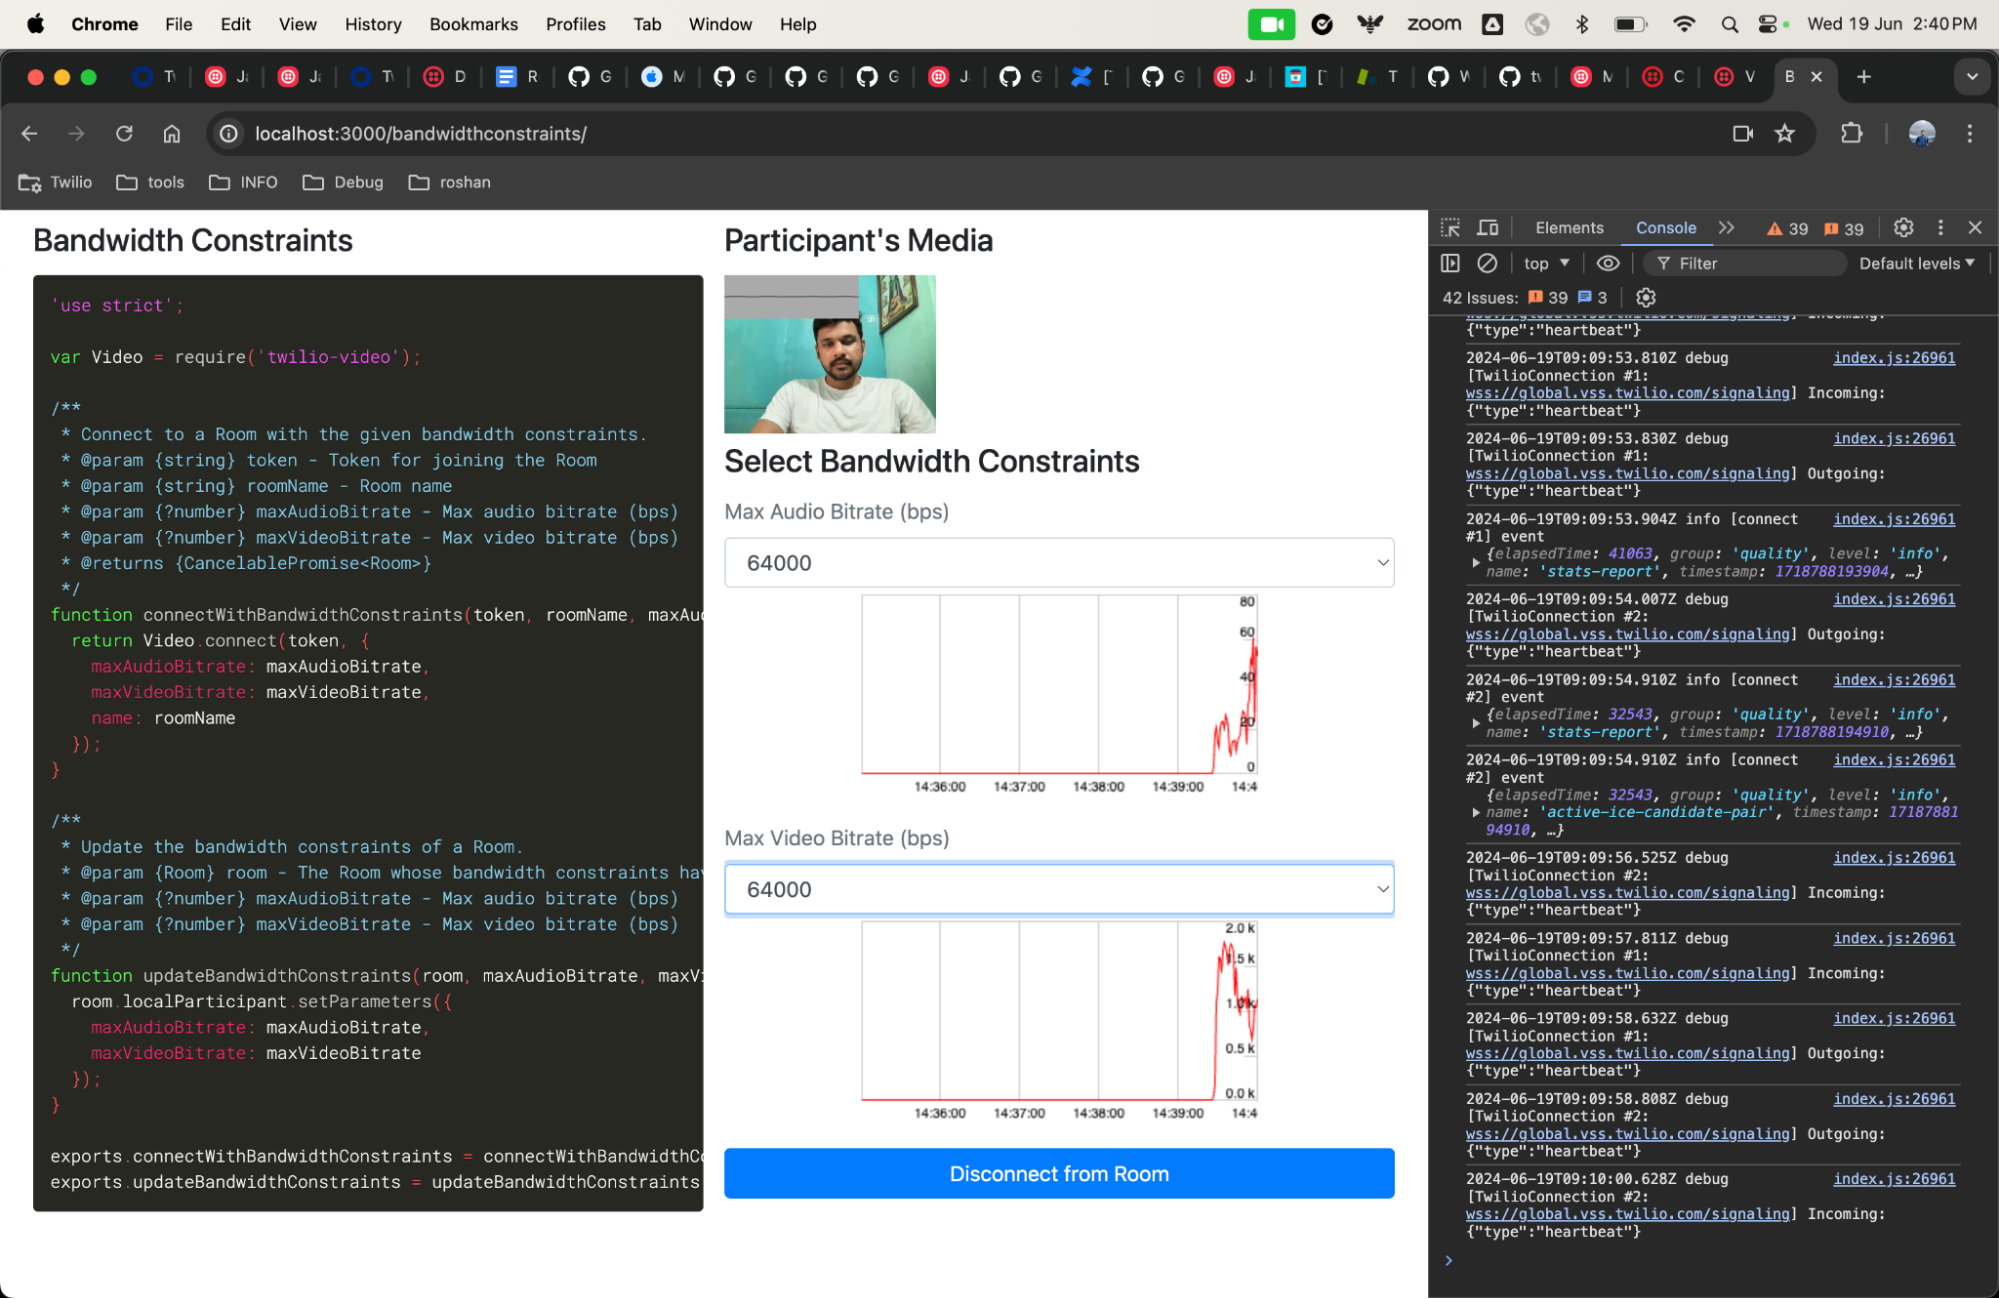 Chrome File Edit View History Bookmarks Profiles Tab Window Help zoom Wed 19 Jun 2:40 PM
D R G M G G G J G [ G J [ T W tv M C V B
localhost:3000/bandwidthconstraints/
Twilio tools INFO Debug roshan
Bandwidth Constraints
'use strict';
var Video = require('twilio-video');
/**
* Connect to a Room with the given bandwidth constraints.
* @param {string} token - Token for joining the Room
* @param {string} roomName - Room name
* @param {?number} maxAudioBitrate - Max audio bitrate (bps)
* @param {?number} maxVideoBitrate - Max video bitrate (bps)
* @returns {CancelablePromise<Room>}
*/
function connectWithBandwidthConstraints(token, roomName, maxAu
return Video.connect(token, {
maxAudioBitrate: maxAudioBitrate,
maxVideoBitrate: maxVideoBitrate,
name: roomName
});
}
/**
* Update the bandwidth constraints of a Room.
* @param {Room} room - The Room whose bandwidth constraints hav
* @param {?number} maxAudioBitrate - Max audio bitrate (bps)
* @param {?number} maxVideoBitrate - Max video bitrate (bps)
*/
function updateBandwidthConstraints(room, maxAudioBitrate, maxV
room.localParticipant.setParameters({
maxAudioBitrate: maxAudioBitrate,
maxVideoBitrate: maxVideoBitrate
});
}
exports.connectWithBandwidthConstraints = connectWithBandwidthC
exports.updateBandwidthConstraints = updateBandwidthConstraints
Participant's Media
Select Bandwidth Constraints
Max Audio Bitrate (bps)
64000
80
60
40
20
0
14:36:00 14:37:00 14:38:00 14:39:00 14:4
Max Video Bitrate (bps)
64000
2.0 k
1.5 k
1.0 k
0.5 k
0.0 k
14:36:00 14:37:00 14:38:00 14:39:00 14:4
Disconnect from Room
Elements Console 39 39
top Filter Default levels
42 Issues: 39 3
wss://global.vss.twilio.com/signaling] Incoming:
{"type":"heartbeat"}
2024-06-19T09:09:53.810Z debug index.js:26961
[TwilioConnection #1:
wss://global.vss.twilio.com/signaling] Incoming:
{"type":"heartbeat"}
2024-06-19T09:09:53.830Z debug index.js:26961
[TwilioConnection #1:
wss://global.vss.twilio.com/signaling] Outgoing:
{"type":"heartbeat"}
2024-06-19T09:09:53.904Z info [connect index.js:26961
#1] event
{elapsedTime: 41063, group: 'quality', level: 'info',
name: 'stats-report', timestamp: 1718788193904, …}
2024-06-19T09:09:54.007Z debug index.js:26961
[TwilioConnection #2:
wss://global.vss.twilio.com/signaling] Outgoing:
{"type":"heartbeat"}
2024-06-19T09:09:54.910Z info [connect index.js:26961
#2] event
{elapsedTime: 32543, group: 'quality', level: 'info',
name: 'stats-report', timestamp: 1718788194910, …}
2024-06-19T09:09:54.910Z info [connect index.js:26961
#2] event
{elapsedTime: 32543, group: 'quality', level: 'info',
name: 'active-ice-candidate-pair', timestamp: 17187881
94910, …}
2024-06-19T09:09:56.525Z debug index.js:26961
[TwilioConnection #2:
wss://global.vss.twilio.com/signaling] Incoming:
{"type":"heartbeat"}
2024-06-19T09:09:57.811Z debug index.js:26961
[TwilioConnection #1:
wss://global.vss.twilio.com/signaling] Incoming:
{"type":"heartbeat"}
2024-06-19T09:09:58.632Z debug index.js:26961
[TwilioConnection #1:
wss://global.vss.twilio.com/signaling] Outgoing:
{"type":"heartbeat"}
2024-06-19T09:09:58.808Z debug index.js:26961
[TwilioConnection #2:
wss://global.vss.twilio.com/signaling] Outgoing:
{"type":"heartbeat"}
2024-06-19T09:10:00.628Z debug index.js:26961
[TwilioConnection #2:
wss://global.vss.twilio.com/signaling] Incoming:
{"type":"heartbeat"}